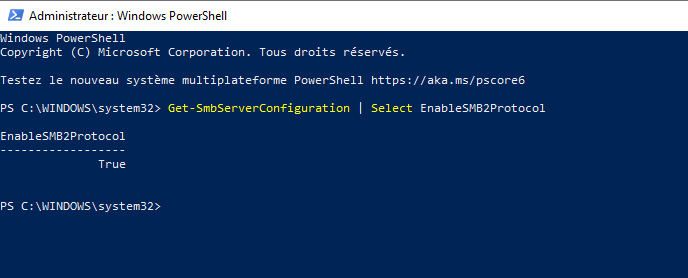 Administrateur : Windows PowerShell
Windows PowerShell
Copyright (C) Microsoft Corporation. Tous droits réservés.
Testez le nouveau système multiplateforme PowerShell https://aka.ms/pscore6
PS C:\WINDOWS\system32> Get-SmbServerConfiguration | Select EnableSMB2Protocol
EnableSMB2Protocol
------------------
True
PS C:\WINDOWS\system32>